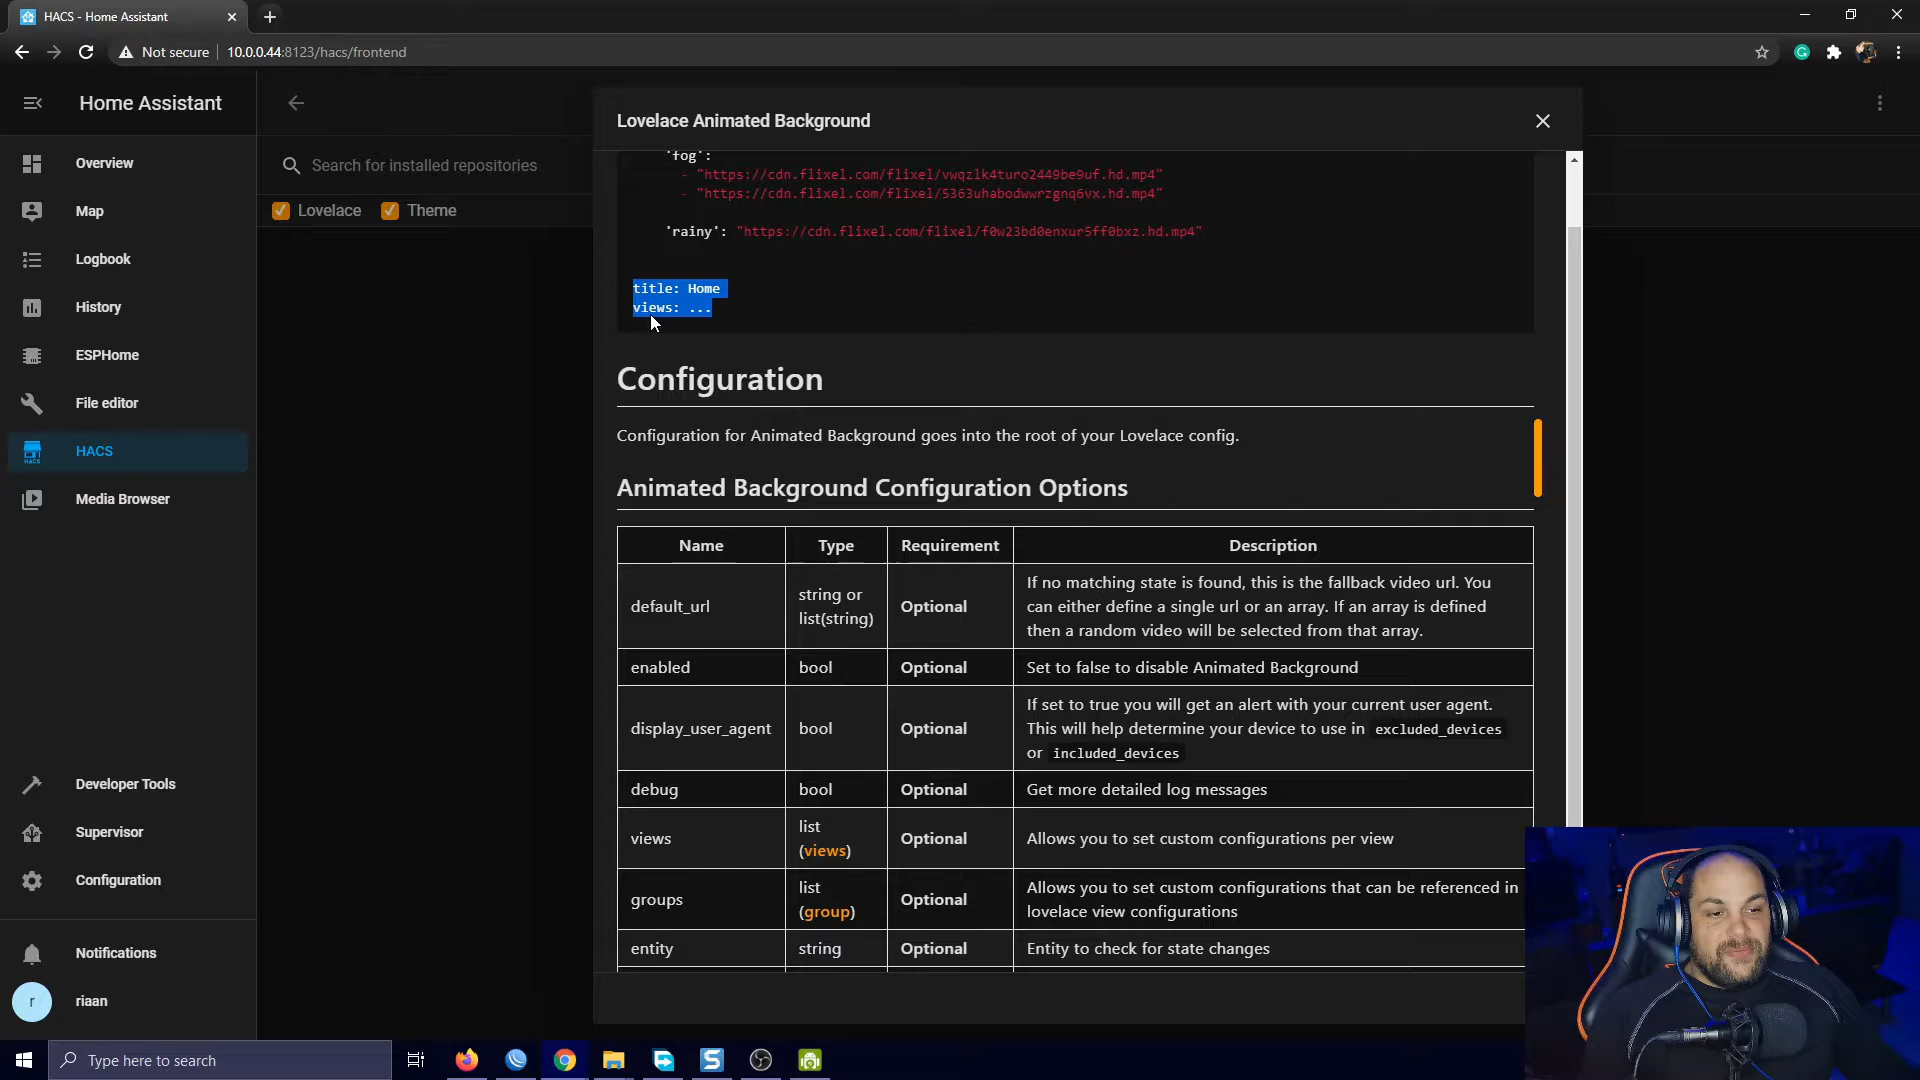 HACS - Home Assistant
Not secure
10.0.0.44:8123/hacs/frontend
Home Assistant
Overview
Map
Logbook
History
ESPHome
File editor
HACS
HACS
Media Browser
Developer Tools
Supervisor
Configuration
Notifications
r
riaan
Search for installed repositories
Lovelace
Theme
Lovelace Animated Background
'fog':
- "https://cdn.flixel.com/flixel/vwqzlk4turo2449be9uf.hd.mp4"
- "https://cdn.flixel.com/flixel/5363uhabodwwrzgnq6vx.hd.mp4"
'rainy': "https://cdn.flixel.com/flixel/f0w23bd0enxur5ff0bxz.hd.mp4"
title: Home
views: ...
Configuration
Configuration for Animated Background goes into the root of your Lovelace config.
Animated Background Configuration Options
Name Type Requirement Description
default_url string or list(string) Optional If no matching state is found, this is the fallback video url. You
can either define a single url or an array. If an array is defined
then a random video will be selected from that array.
enabled bool Optional Set to false to disable Animated Background
display_user_agent bool Optional If set to true you will get an alert with your current user agent.
This will help determine your device to use in excluded_devices
or included_devices
debug bool Optional Get more detailed log messages
views list (views) Optional Allows you to set custom configurations per view
groups list (group) Optional Allows you to set custom configurations that can be referenced in
lovelace view configurations
entity string Optional Entity to check for state changes
Type here to search